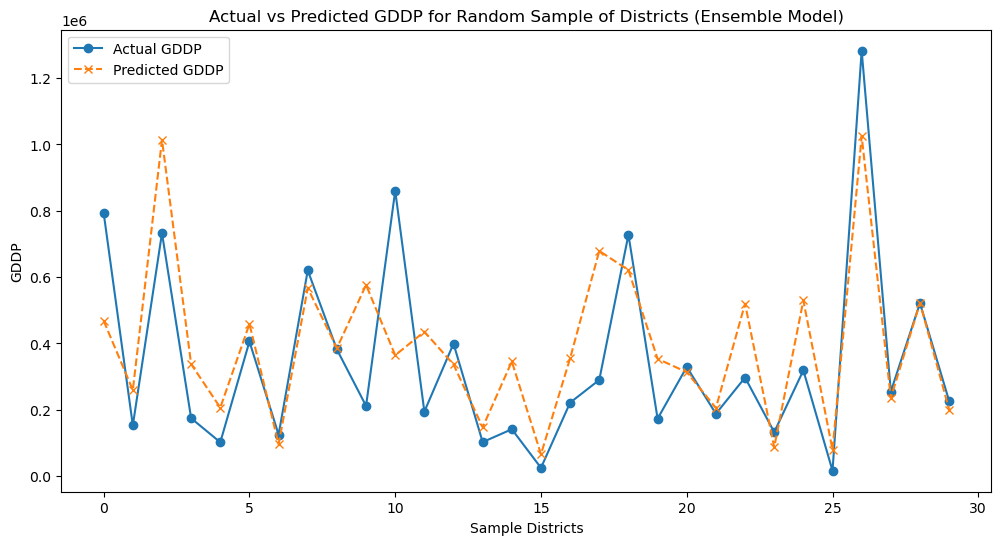 Actual vs Predicted GDDP for Random Sample of Districts (Ensemble Model)
1e6
Actual GDDP
Predicted GDDP
1.2
1.0
0.8
0.6
0.4
0.2
0.0
GDDP
0 5 10 15 20 25 30
Sample Districts